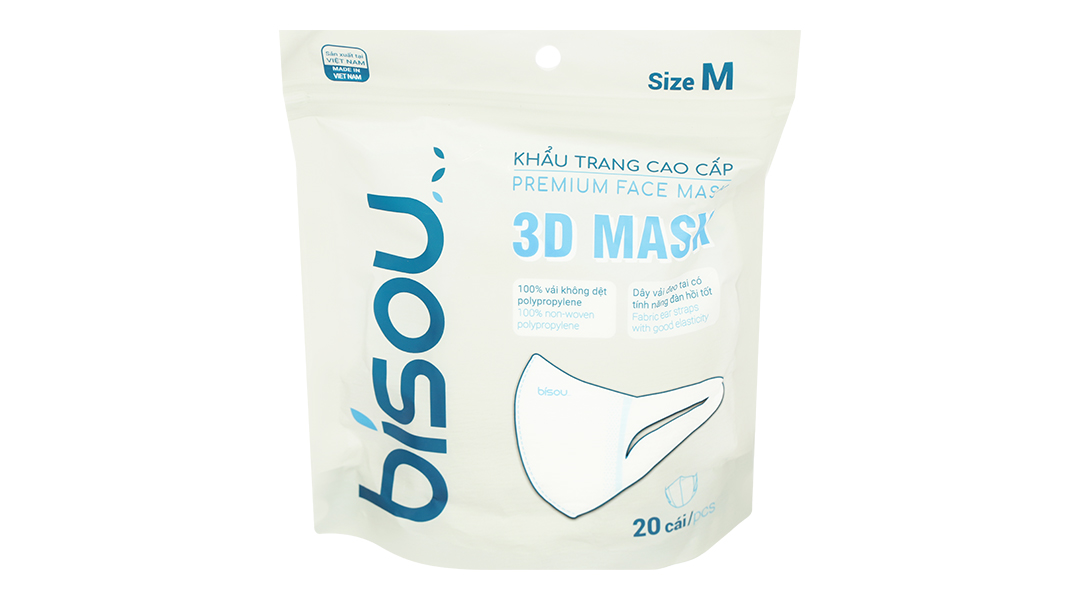 Sản xuất tại
VIỆT NAM
MADE IN
VIET NAM
Size M
bisou
KHẨU TRANG CAO CẤP
PREMIUM FACE MASK
3D MASK
100% vải không dệt
polypropylene
100% non-woven
polypropylene
Dây vải đeo tai có
tính năng đàn hồi tốt
Fabric ear straps
with good elasticity
bisou
20 cái/pcs